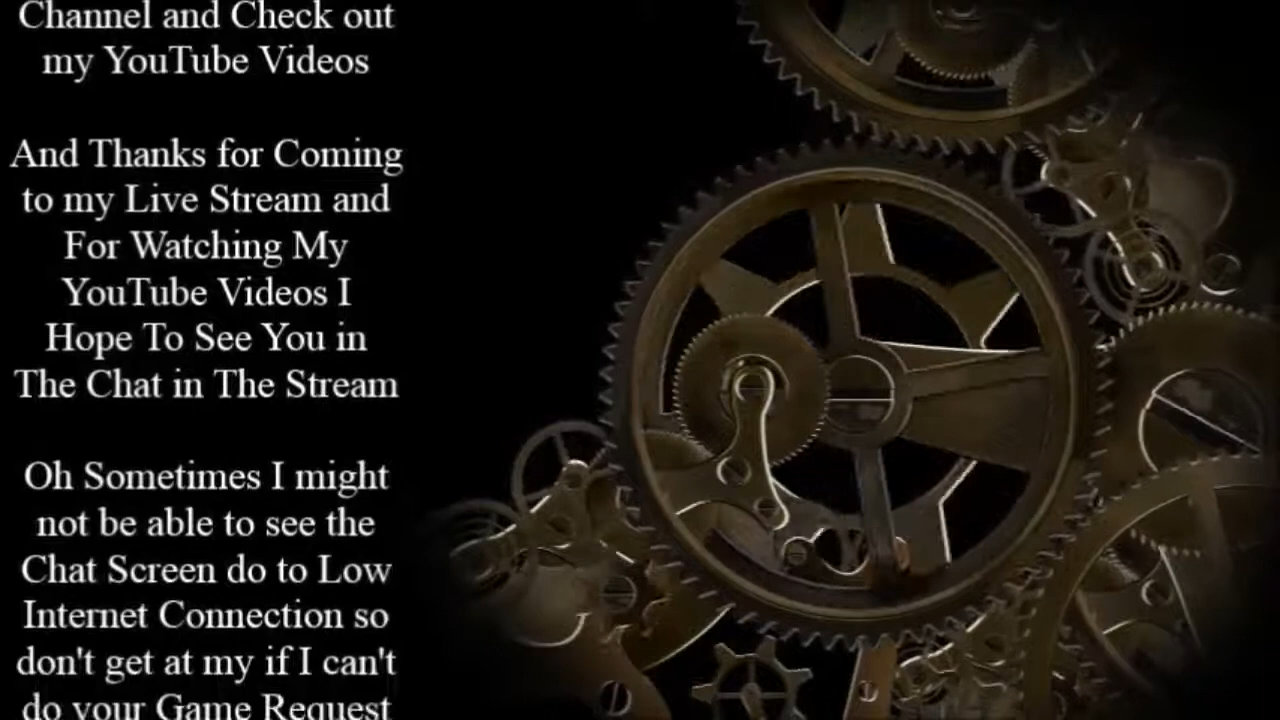 Channel and Check out
my YouTube Videos
And Thanks for Coming
to my Live Stream and
For Watching My
YouTube Videos I
Hope To See You in
The Chat in The Stream
Oh Sometimes I might
not be able to see the
Chat Screen do to Low
Internet Connection so
don't get at my if I can't
do your Game Request